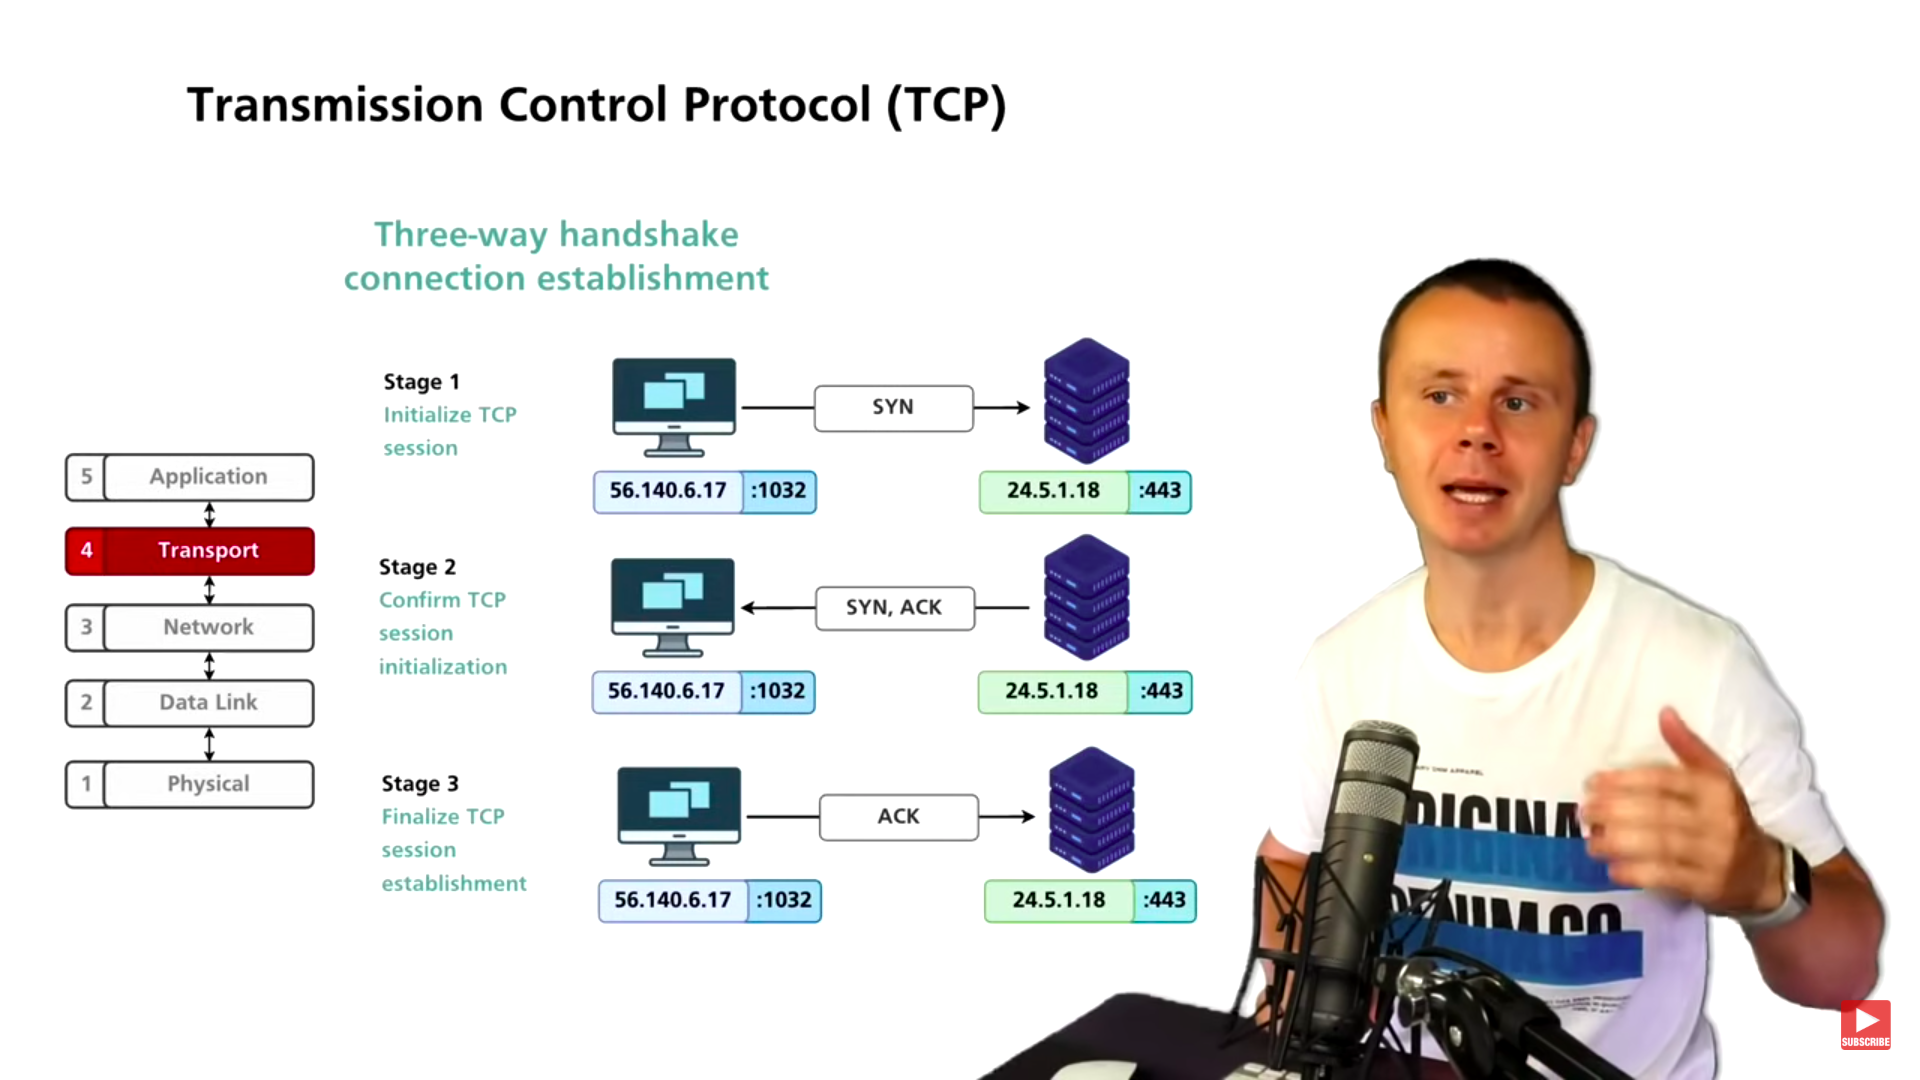 Transmission Control Protocol (TCP)
Three-way handshake
connection establishment
5 Application
4 Transport
3 Network
2 Data Link
1 Physical
Stage 1
Initialize TCP
session
SYN
56.140.6.17 :1032
24.5.1.18 :443
Stage 2
Confirm TCP
session
initialization
SYN, ACK
56.140.6.17 :1032
24.5.1.18 :443
Stage 3
Finalize TCP
session
establishment
ACK
56.140.6.17 :1032
24.5.1.18 :443
APPAREL
SUBSCRIBE